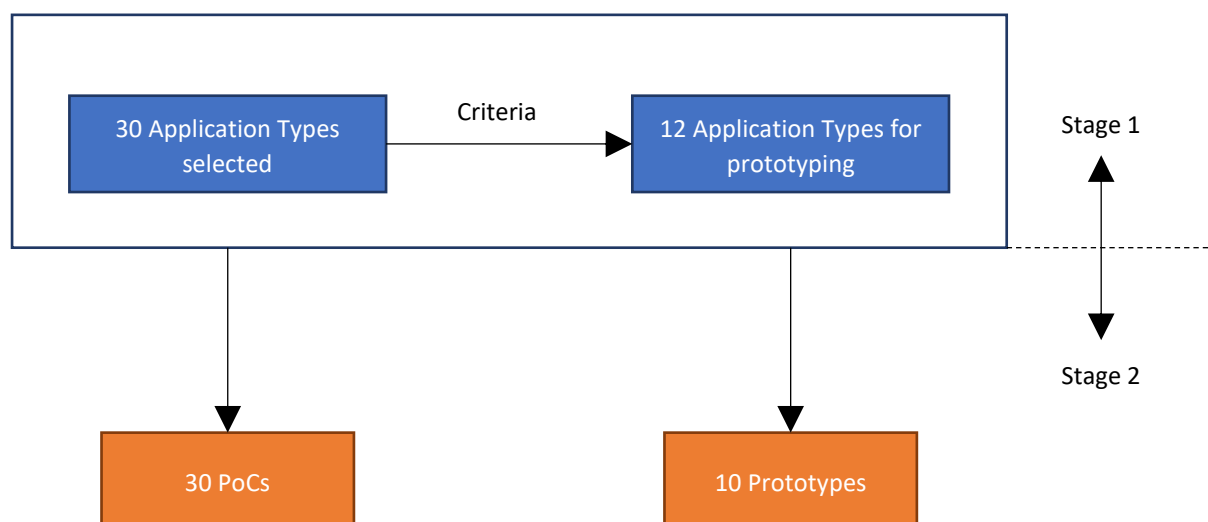 30 Application Types
selected
Criteria
12 Application Types for
prototyping
Stage 1
Stage 2
30 PoCs
10 Prototypes